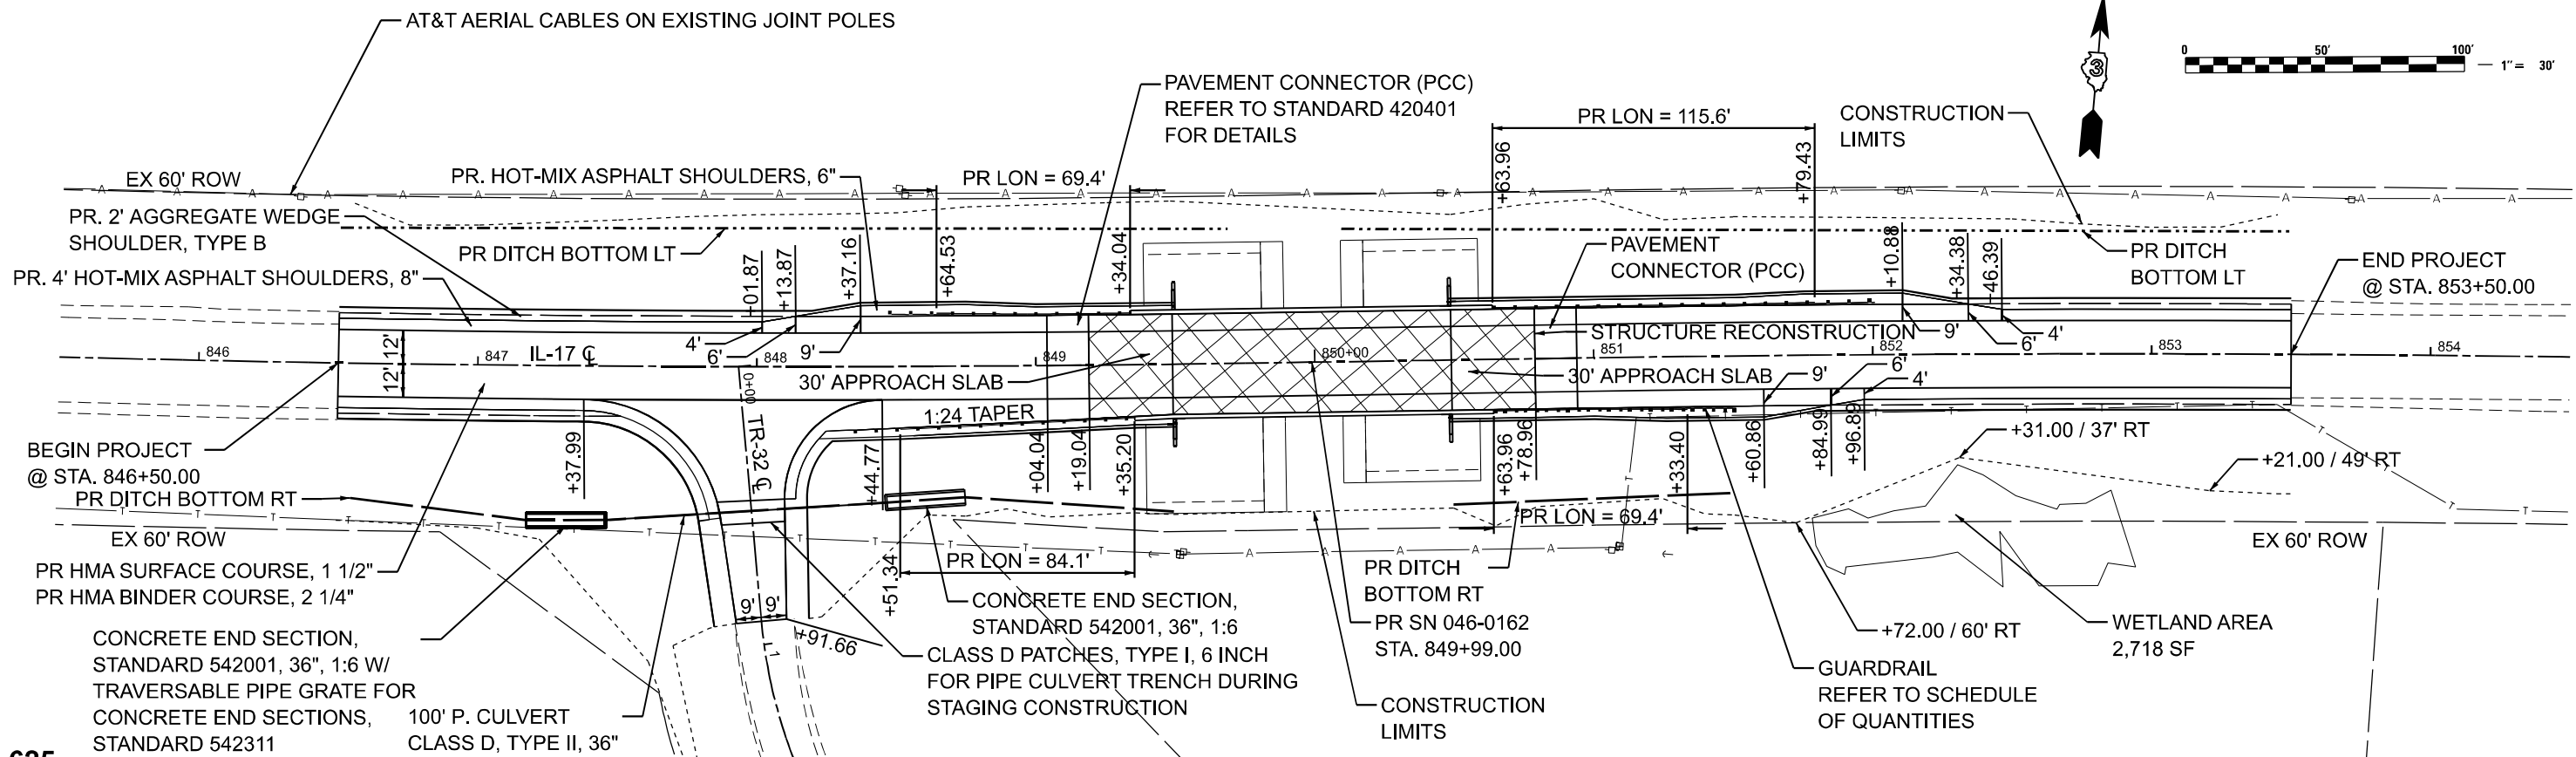 AT&T AERIAL CABLES ON EXISTING JOINT POLES
3
0 50' 100'
1" = 30'
PAVEMENT CONNECTOR (PCC)
REFER TO STANDARD 420401
FOR DETAILS
PR LON = 115.6'
CONSTRUCTION
LIMITS
EX 60' ROW
PR. HOT-MIX ASPHALT SHOULDERS, 6"
PR LON = 69.4'
+63.96
+79.43
PR. 2' AGGREGATE WEDGE
SHOULDER, TYPE B
PR DITCH BOTTOM LT
PR. 4' HOT-MIX ASPHALT SHOULDERS, 8"
+01.87
+13.87
+37.16
+64.53
+34.04
PAVEMENT
CONNECTOR (PCC)
+10.88
+34.38
+46.39
PR DITCH
BOTTOM LT
END PROJECT
@ STA. 853+50.00
4'
6'
9'
STRUCTURE RECONSTRUCTION
9'
6'
4'
846
12'
12'
IL-17 ℄
847
848
849
850+00
851
852
853
854
0+00
TR-32 ℄
30' APPROACH SLAB
30' APPROACH SLAB
9'
6'
4'
1:24 TAPER
BEGIN PROJECT
@ STA. 846+50.00
+37.99
+44.77
+04.04
+19.04
+35.20
+63.96
+78.96
+33.40
+60.86
+84.99
+96.89
+31.00 / 37' RT
+21.00 / 49' RT
PR DITCH BOTTOM RT
EX 60' ROW
PR LON = 69.4'
EX 60' ROW
PR HMA SURFACE COURSE, 1 1/2"
PR HMA BINDER COURSE, 2 1/4"
+51.34
PR LON = 84.1'
PR DITCH
BOTTOM RT
9' 9'
+91.66
L1
CONCRETE END SECTION,
STANDARD 542001, 36", 1:6
PR SN 046-0162
STA. 849+99.00
+72.00 / 60' RT
WETLAND AREA
2,718 SF
CONCRETE END SECTION,
STANDARD 542001, 36", 1:6 W/
TRAVERSABLE PIPE GRATE FOR
CONCRETE END SECTIONS,
STANDARD 542311
100' P. CULVERT
CLASS D, TYPE II, 36"
CLASS D PATCHES, TYPE I, 6 INCH
FOR PIPE CULVERT TRENCH DURING
STAGING CONSTRUCTION
CONSTRUCTION
LIMITS
GUARDRAIL
REFER TO SCHEDULE
OF QUANTITIES